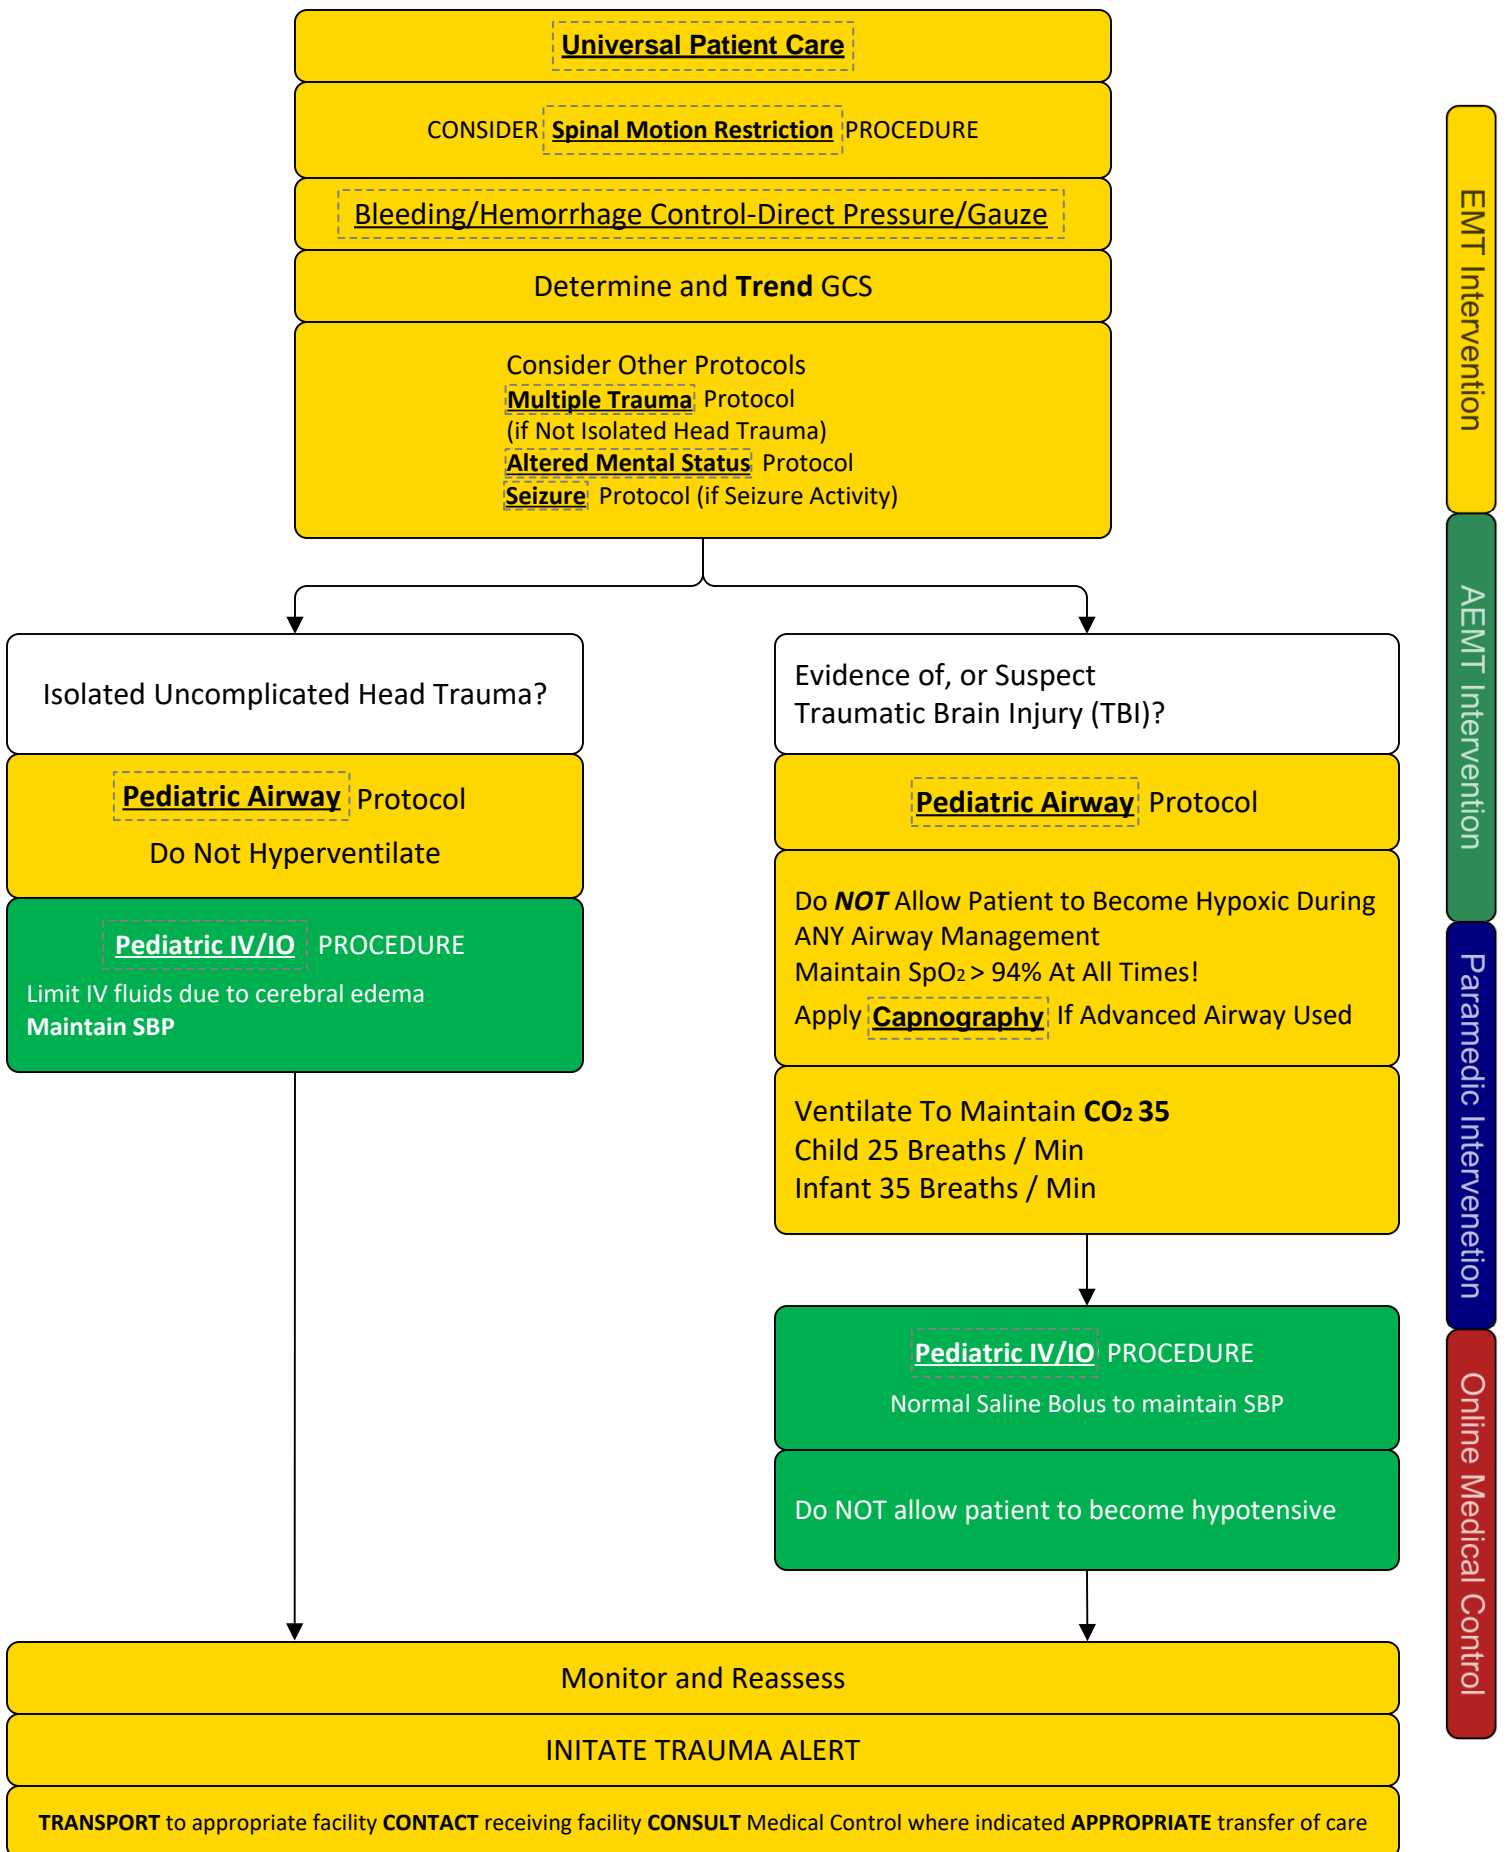 Universal Patient Care
CONSIDER Spinal Motion Restriction PROCEDURE
Bleeding/Hemorrhage Control-Direct Pressure/Gauze
Determine and Trend GCS
Consider Other Protocols
Multiple Trauma Protocol
(if Not Isolated Head Trauma)
Altered Mental Status Protocol
Seizure Protocol (if Seizure Activity)
Isolated Uncomplicated Head Trauma?
Pediatric Airway Protocol
Do Not Hyperventilate
Pediatric IV/IO PROCEDURE
Limit IV fluids due to cerebral edema
Maintain SBP
Evidence of, or Suspect
Traumatic Brain Injury (TBI)?
Pediatric Airway Protocol
Do NOT Allow Patient to Become Hypoxic During
ANY Airway Management
Maintain SpO₂ > 94% At All Times!
Apply Capnography If Advanced Airway Used
Ventilate To Maintain CO₂ 35
Child 25 Breaths / Min
Infant 35 Breaths / Min
Pediatric IV/IO PROCEDURE
Normal Saline Bolus to maintain SBP
Do NOT allow patient to become hypotensive
Monitor and Reassess
INITATE TRAUMA ALERT
TRANSPORT to appropriate facility CONTACT receiving facility CONSULT Medical Control where indicated APPROPRIATE transfer of care
EMT Intervention
AEMT Intervention
Paramedic Intervenetion
Online Medical Control